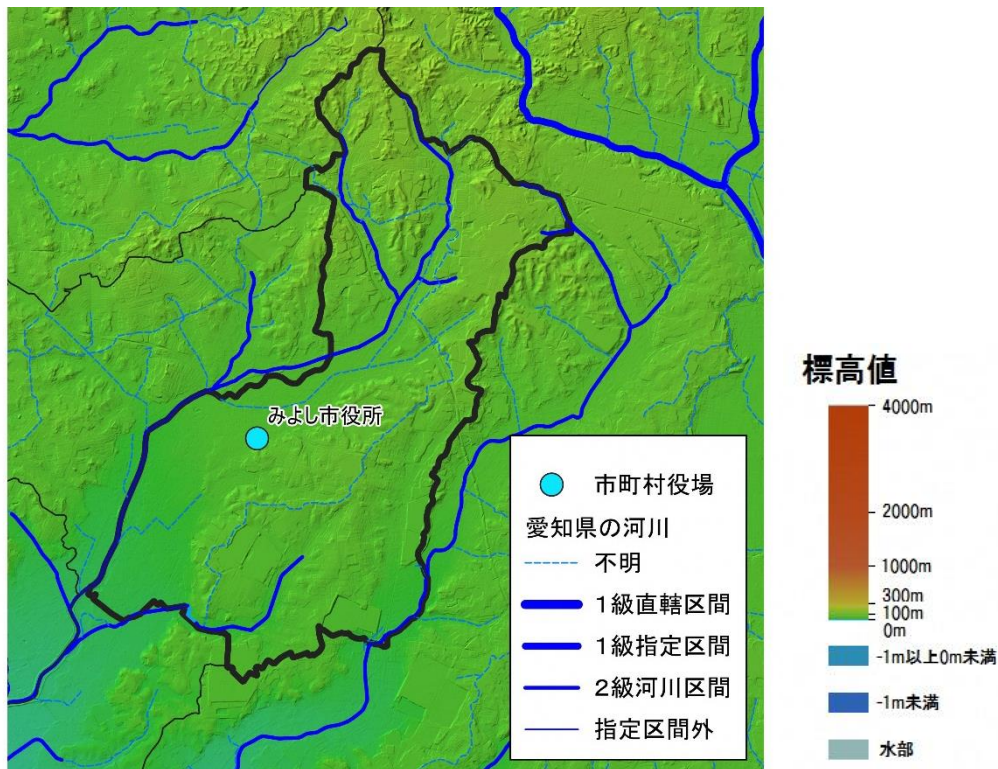 みよし市役所
市町村役場
愛知県の河川
不明
1級直轄区間
1級指定区間
2級河川区間
指定区間外
標高値
4000m
2000m
1000m
300m
100m
0m
-1m以上0m未満
-1m未満
水部